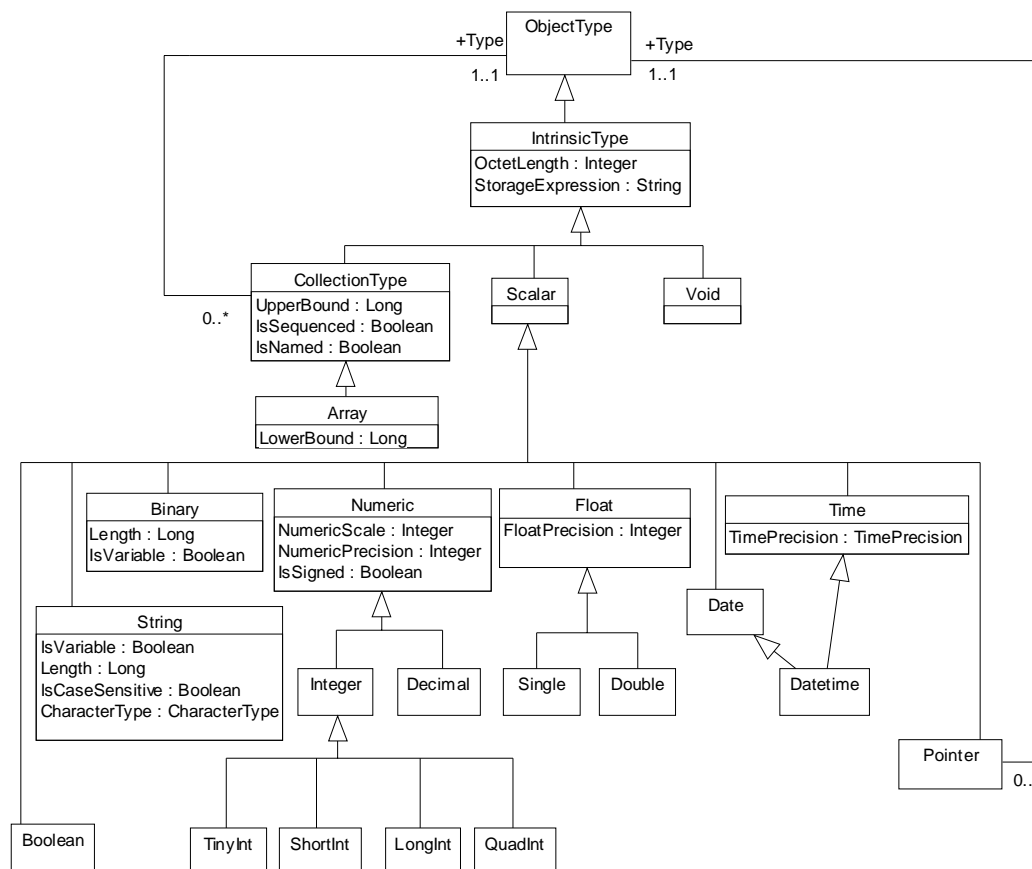 ObjectType
+Type
+Type
1..1
1..1
IntrinsicType
OctetLength : Integer
StorageExpression : String
CollectionType
UpperBound : Long
IsSequenced : Boolean
IsNamed : Boolean
Scalar
Void
0..*
Array
LowerBound : Long
Binary
Length : Long
IsVariable : Boolean
Numeric
NumericScale : Integer
NumericPrecision : Integer
IsSigned : Boolean
Float
FloatPrecision : Integer
Time
TimePrecision : TimePrecision
Date
String
IsVariable : Boolean
Length : Long
IsCaseSensitive : Boolean
CharacterType : CharacterType
Integer
Decimal
Single
Double
Datetime
Pointer
0..
Boolean
TinyInt
ShortInt
LongInt
QuadInt